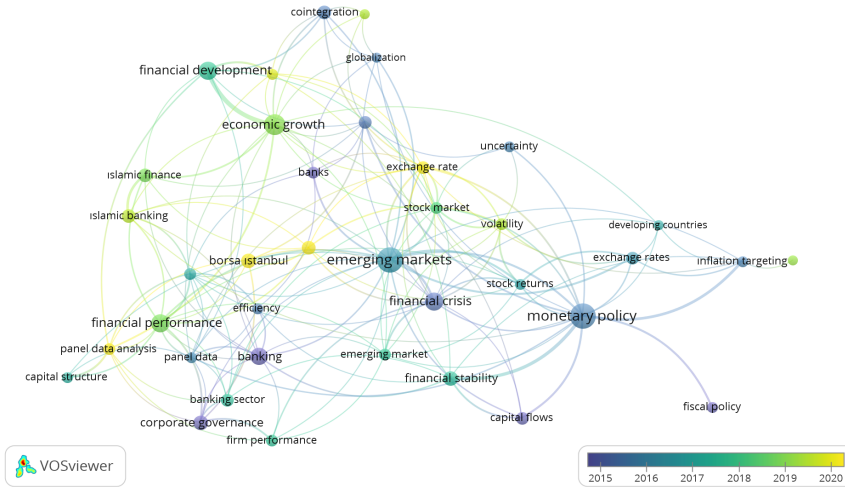 cointegration
globalization
financial development
economic growth
uncertainty
exchange rate
banks
ıslamic finance
stock market
ıslamic banking
volatility
developing countries
emerging markets
borsa ıstanbul
exchange rates
ınflation targeting
stock returns
financial crisis
efficiency
monetary policy
financial performance
panel data analysis
panel data
banking
emerging market
capital structure
financial stability
banking sector
fiscal policy
capital flows
corporate governance
firm performance
VOSviewer
2015 2016 2017 2018 2019 2020